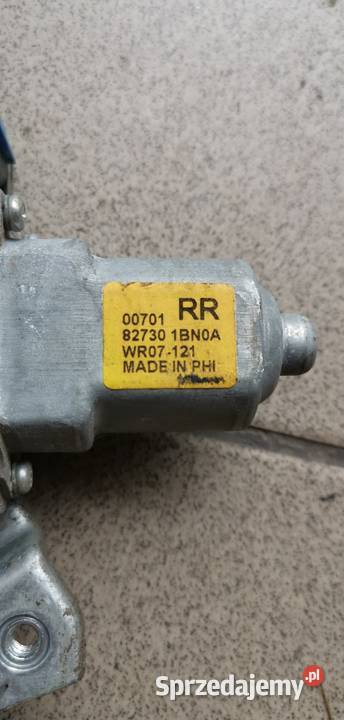 00701 RR
82730 1BN0A
WR07-121
MADE IN PHI
Sprzedajemy.pl